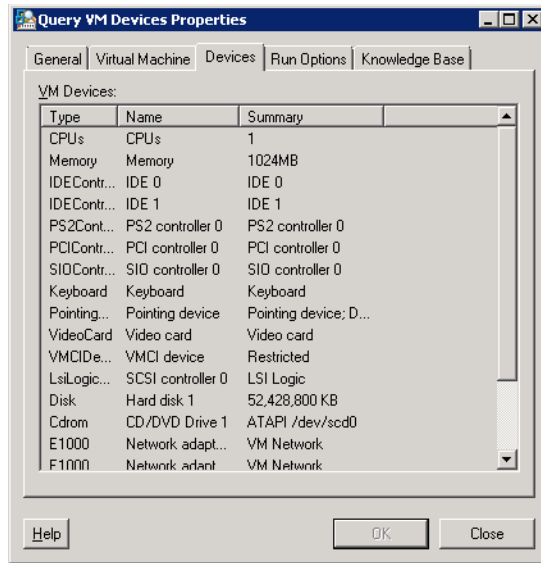 Query VM Devices Properties
General Virtual Machine Devices Run Options Knowledge Base
VM Devices:
Type Name Summary
CPUs CPUs 1
Memory Memory 1024MB
IDEContr... IDE 0 IDE 0
IDEContr... IDE 1 IDE 1
PS2Cont... PS2 controller 0 PS2 controller 0
PCIContr... PCI controller 0 PCI controller 0
SIOContr... SIO controller 0 SIO controller 0
Keyboard Keyboard Keyboard
Pointing... Pointing device Pointing device; D...
VideoCard Video card Video card
VMCIDe... VMCI device Restricted
LsiLogic... SCSI controller 0 LSI Logic
Disk Hard disk 1 52,428,800 KB
Cdrom CD/DVD Drive 1 ATAPI /dev/scd0
E1000 Network adapt... VM Network
E1000 Network adapt VM Network
Help OK Close